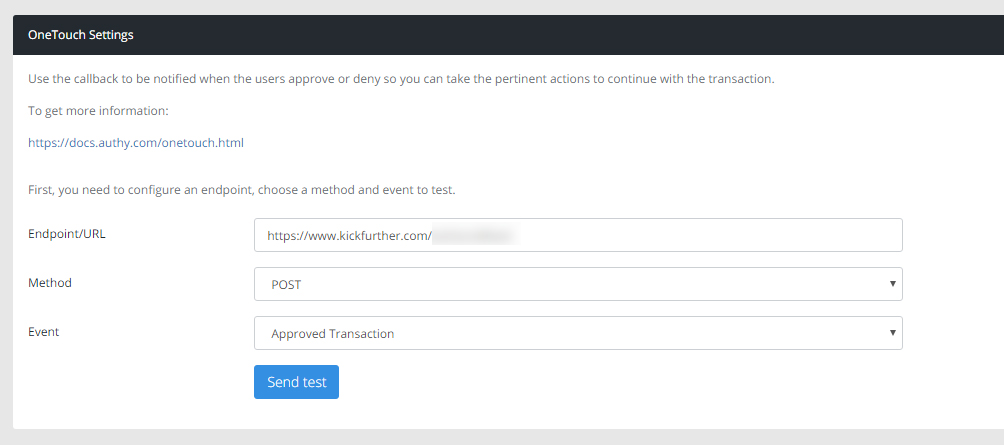 OneTouch Settings
Use the callback to be notified when the users approve or deny so you can take the pertinent actions to continue with the transaction.
To get more information:
https://docs.authy.com/onetouch.html
First, you need to configure an endpoint, choose a method and event to test.
Endpoint/URL
https://www.kickfurther.com/
Method
POST
Event
Approved Transaction
Send test